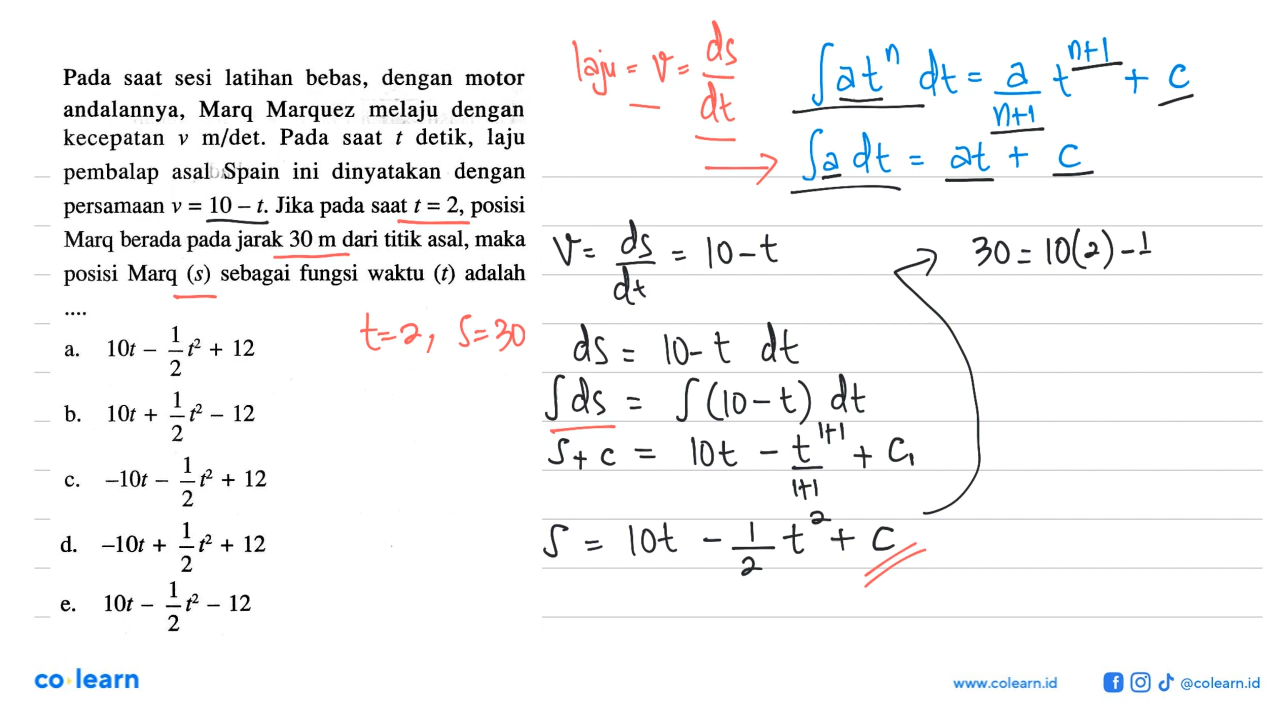 Pada saat sesi latihan bebas, dengan motor
andalannya, Marq Marquez melaju dengan
kecepatan v m/det. Pada saat t detik, laju
pembalap asal Spain ini dinyatakan dengan
persamaan v = 10 – t. Jika pada saat t = 2, posisi
Marq berada pada jarak 30 m dari titik asal, maka
posisi Marq (s) sebagai fungsi waktu (t) adalah
....
a. 10t – 1/2 t² + 12
b. 10t + 1/2 t² – 12
c. –10t – 1/2 t² + 12
d. –10t + 1/2 t² + 12
e. 10t – 1/2 t² – 12
t=2, s=30
laju = v = ds/dt
∫at^n dt = a/(n+1) t^(n+1) + c
→ ∫a dt = at + c
v = ds/dt = 10-t
ds = 10-t dt
∫ds = ∫(10-t) dt
s+c = 10t - t^(1+1)/(1+1) + c₁
s = 10t - 1/2 t² + c
30 = 10(2) - 1
co learn
www.colearn.id
@colearn.id